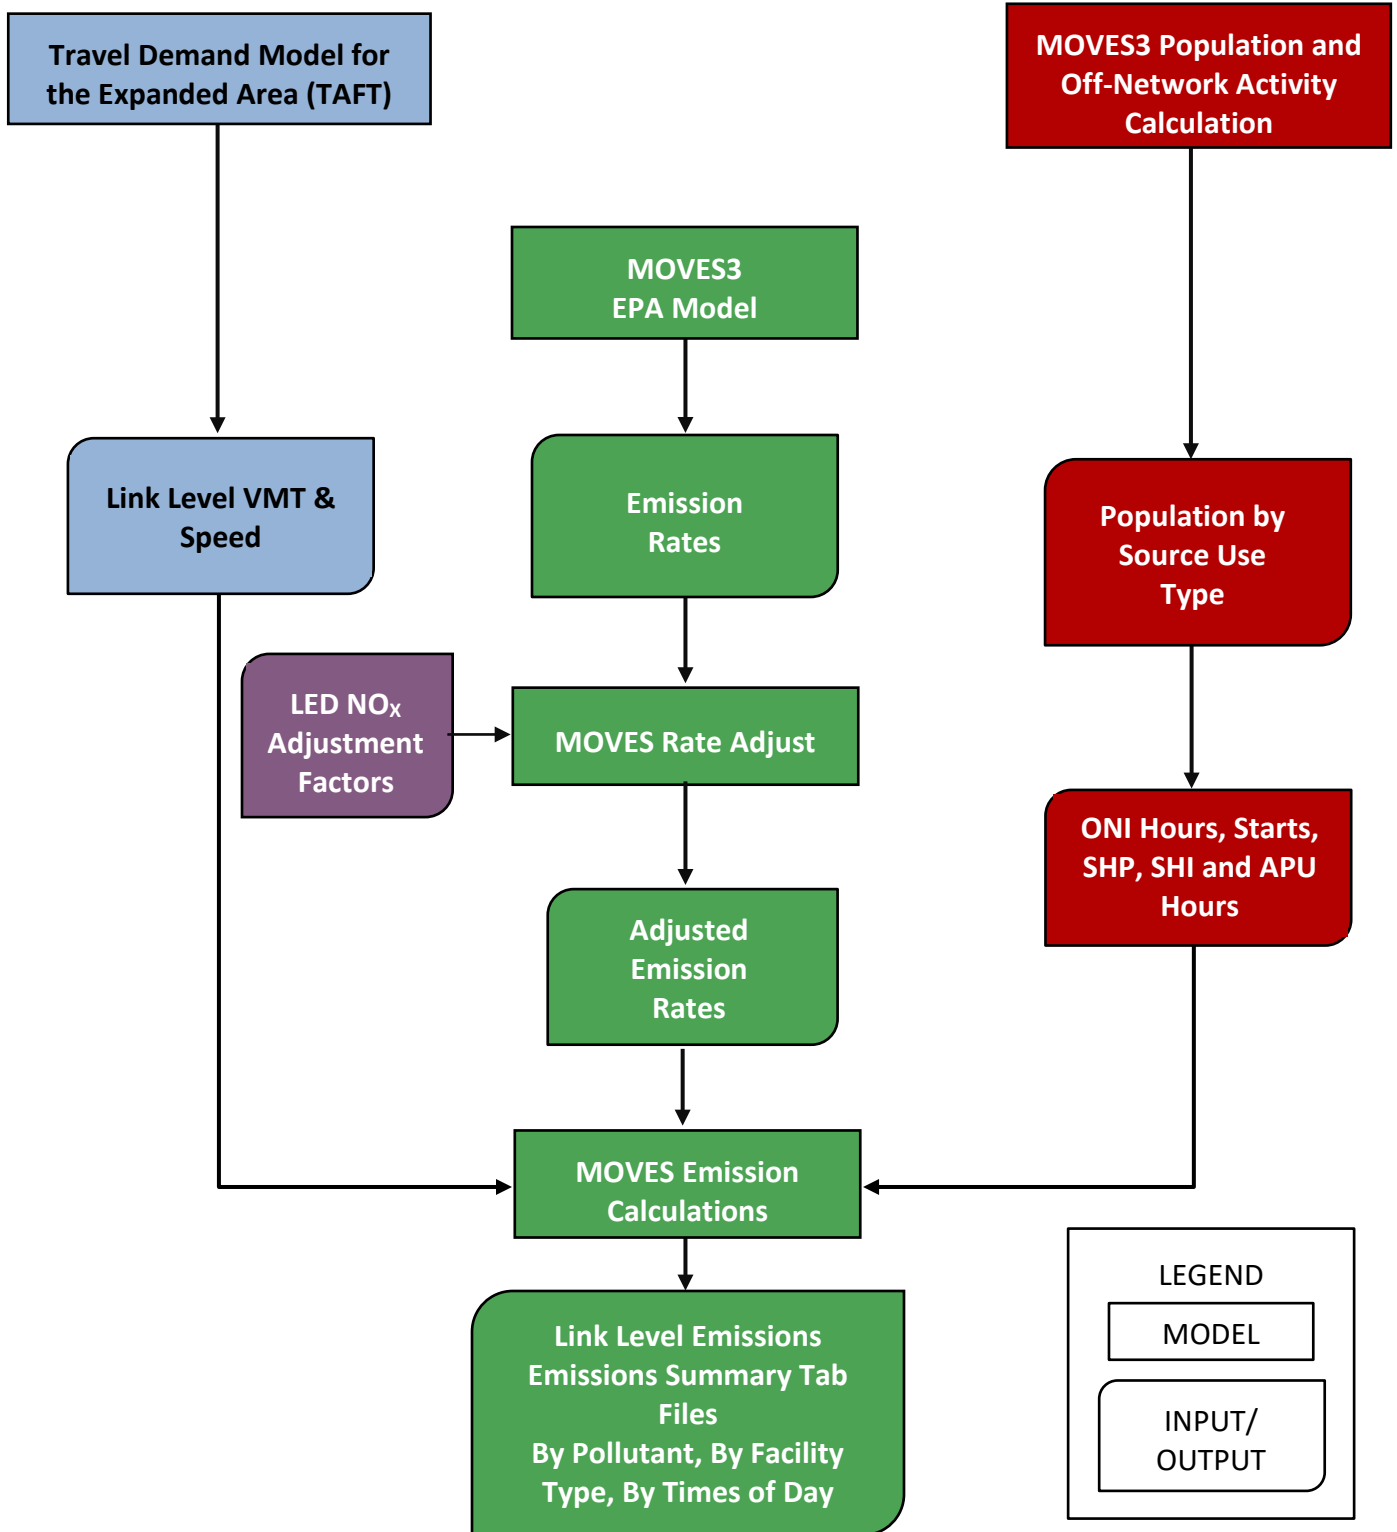 Travel Demand Model for
the Expanded Area (TAFT)
MOVES3 Population and
Off-Network Activity
Calculation
MOVES3
EPA Model
Link Level VMT &
Speed
Emission
Rates
Population by
Source Use
Type
LED NOₓ
Adjustment
Factors
MOVES Rate Adjust
ONI Hours, Starts,
SHP, SHI and APU
Hours
Adjusted
Emission
Rates
MOVES Emission
Calculations
Link Level Emissions
Emissions Summary Tab
Files
By Pollutant, By Facility
Type, By Times of Day
LEGEND
MODEL
INPUT/
OUTPUT